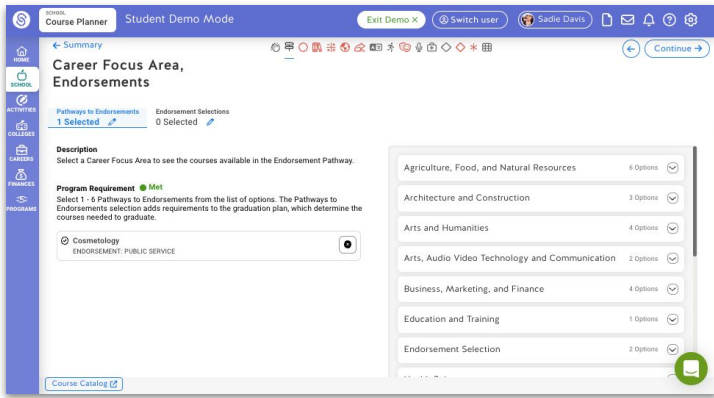 SCHOOL
Course Planner
Student Demo Mode
Exit Demo ×
Switch user
Sadie Davis
HOME
SCHOOL
ACTIVITIES
COLLEGES
CAREERS
FINANCES
PROGRAMS
← Summary
Continue →
Career Focus Area,
Endorsements
Pathways to Endorsements
1 Selected
Endorsement Selections
0 Selected
Description
Select a Career Focus Area to see the courses available in the Endorsement Pathway.
Program Requirement Met
Select 1 - 6 Pathways to Endorsements from the list of options. The Pathways to
Endorsements selection adds requirements to the graduation plan, which determine the
courses needed to graduate.
Cosmetology
ENDORSEMENT: PUBLIC SERVICE
Agriculture, Food, and Natural Resources 6 Options
Architecture and Construction 3 Options
Arts and Humanities 4 Options
Arts, Audio Video Technology and Communication 2 Options
Business, Marketing, and Finance 4 Options
Education and Training 1 Options
Endorsement Selection 2 Options
Course Catalog